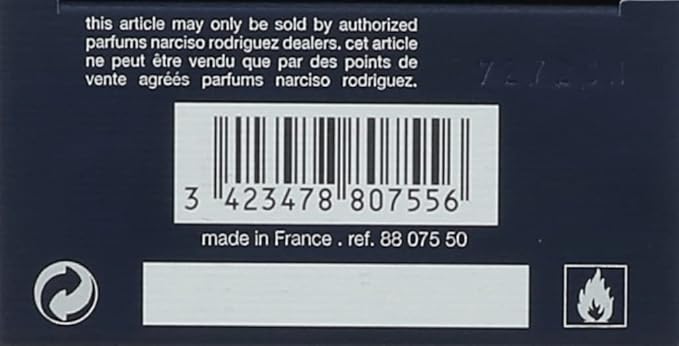 this article may only be sold by authorized
parfums narciso rodriguez dealers. cet article
ne peut être vendu que par des points de
vente agréés parfums narciso rodriguez.
3 423478 807556
made in France . ref. 88 075 50